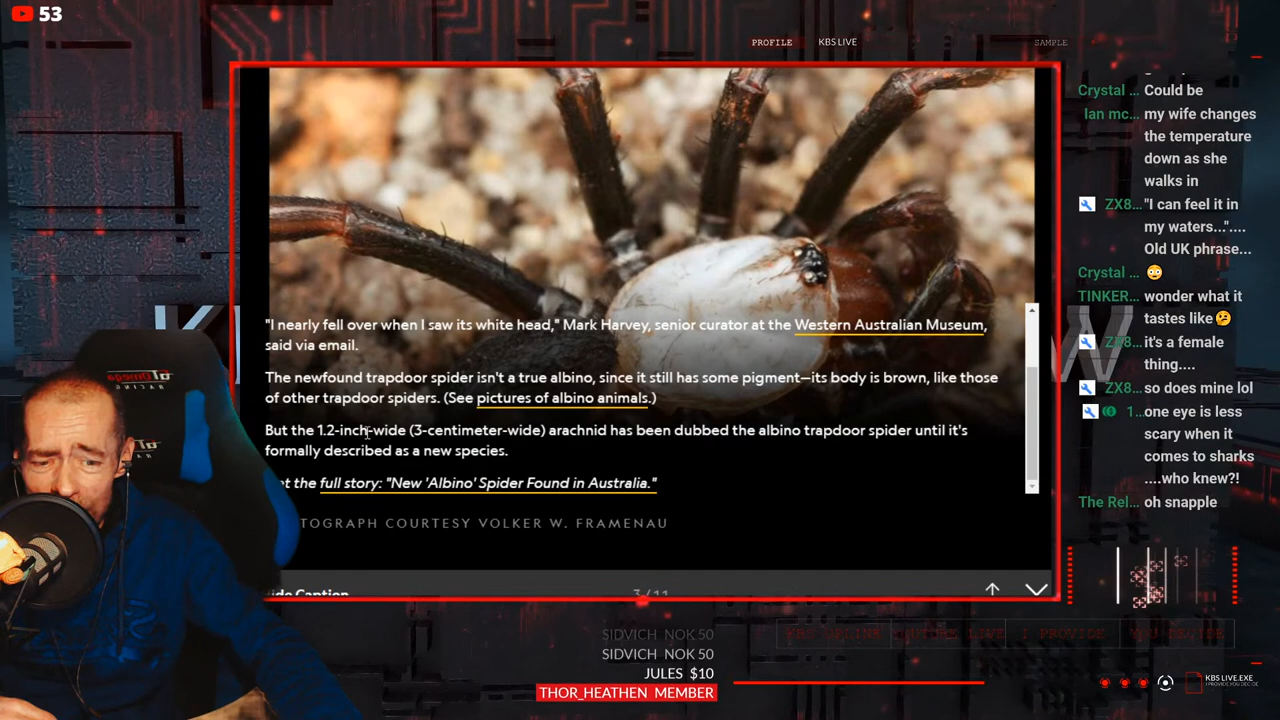 53
PROFILE
KBS LIVE
SAMPLE
"I nearly fell over when I saw its white head," Mark Harvey, senior curator at the Western Australian Museum,
said via email.
The newfound trapdoor spider isn't a true albino, since it still has some pigment—its body is brown, like those
of other trapdoor spiders. (See pictures of albino animals.)
But the 1.2-inch-wide (3-centimeter-wide) arachnid has been dubbed the albino trapdoor spider until it's
formally described as a new species.
the full story: "New 'Albino' Spider Found in Australia."
COURTESY VOLKER W. FRAMENAU
Caption
3 / 11
Crystal ... Could be
Ian mc... my wife changes
the temperature
down as she
walks in
ZX8... "I can feel it in
my waters..."....
Old UK phrase...
Crystal ... 😳
TINKER... wonder what it
tastes like 🤔
ZX8... it's a female
thing....
ZX8... so does mine lol
1... one eye is less
scary when it
comes to sharks
....who knew?!
The Rel... oh snapple
SIDVICH NOK 50
SIDVICH NOK 50
JULES $10
THOR_HEATHEN MEMBER
I PROVIDE
YOU DECIDE
KBS LIVE.EXE
RACING